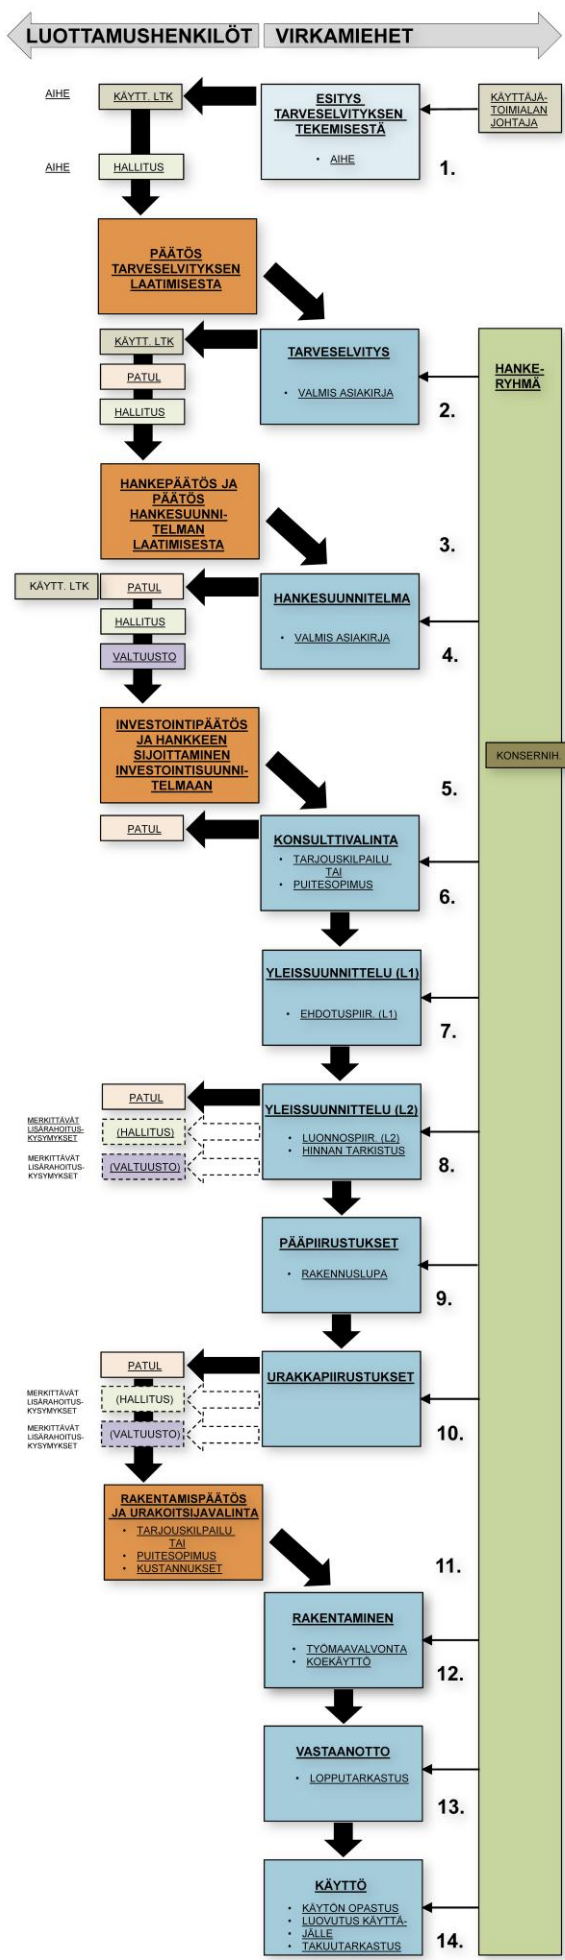 LUOTTAMUSHENKILÖT
VIRKAMIEHET
AIHE
KÄYTT. LTK
ESITYS
TARVESELVITYKSEN
TEKEMISESTÄ
• AIHE
KÄYTTÄJÄ-
TOIMIALAN
JOHTAJA
1.
AIHE
HALLITUS
PÄÄTÖS
TARVESELVITYKSEN
LAATIMISESTA
KÄYTT. LTK
PATUL
HALLITUS
TARVESELVITYS
• VALMIS ASIAKIRJA
2.
HANKE-
RYHMÄ
HANKEPÄÄTÖS JA
PÄÄTÖS
HANKESUUNNI-
TELMAN
LAATIMISESTA
3.
KÄYTT. LTK
PATUL
HALLITUS
VALTUUSTO
HANKESUUNNITELMA
• VALMIS ASIAKIRJA
4.
INVESTOINTIPÄÄTÖS
JA HANKKEEN
SIJOITTAMINEN
INVESTOINTISUUNNI-
TELMAAN
KONSERNIH.
5.
PATUL
KONSULTTIVALINTA
• TARJOUSKILPAILU
TAI
• PUITESOPIMUS
6.
YLEISSUUNNITTELU (L1)
• EHDOTUSPIIR. (L1)
7.
PATUL
MERKITTÄVÄT
LISÄRAHOITUS-
KYSYMYKSET
(HALLITUS)
MERKITTÄVÄT
LISÄRAHOITUS-
KYSYMYKSET
(VALTUUSTO)
YLEISSUUNNITTELU (L2)
• LUONNOSPIIR. (L2)
• HINNAN TARKISTUS
8.
PÄÄPIIRUSTUKSET
• RAKENNUSLUPA
9.
PATUL
MERKITTÄVÄT
LISÄRAHOITUS-
KYSYMYKSET
(HALLITUS)
MERKITTÄVÄT
LISÄRAHOITUS-
KYSYMYKSET
(VALTUUSTO)
URAKKAPIIRUSTUKSET
10.
RAKENTAMISPÄÄTÖS
JA URAKOITSIJAVALINTA
• TARJOUSKILPAILU
TAI
• PUITESOPIMUS
• KUSTANNUKSET
11.
RAKENTAMINEN
• TYÖMAAVALVONTA
• KOEKÄYTTÖ
12.
VASTAANOTTO
• LOPPUTARKASTUS
13.
KÄYTTÖ
• KÄYTÖN OPASTUS
• LUOVUTUS KÄYTTÄ-
• JÄLLE
• TAKUUTARKASTUS
14.